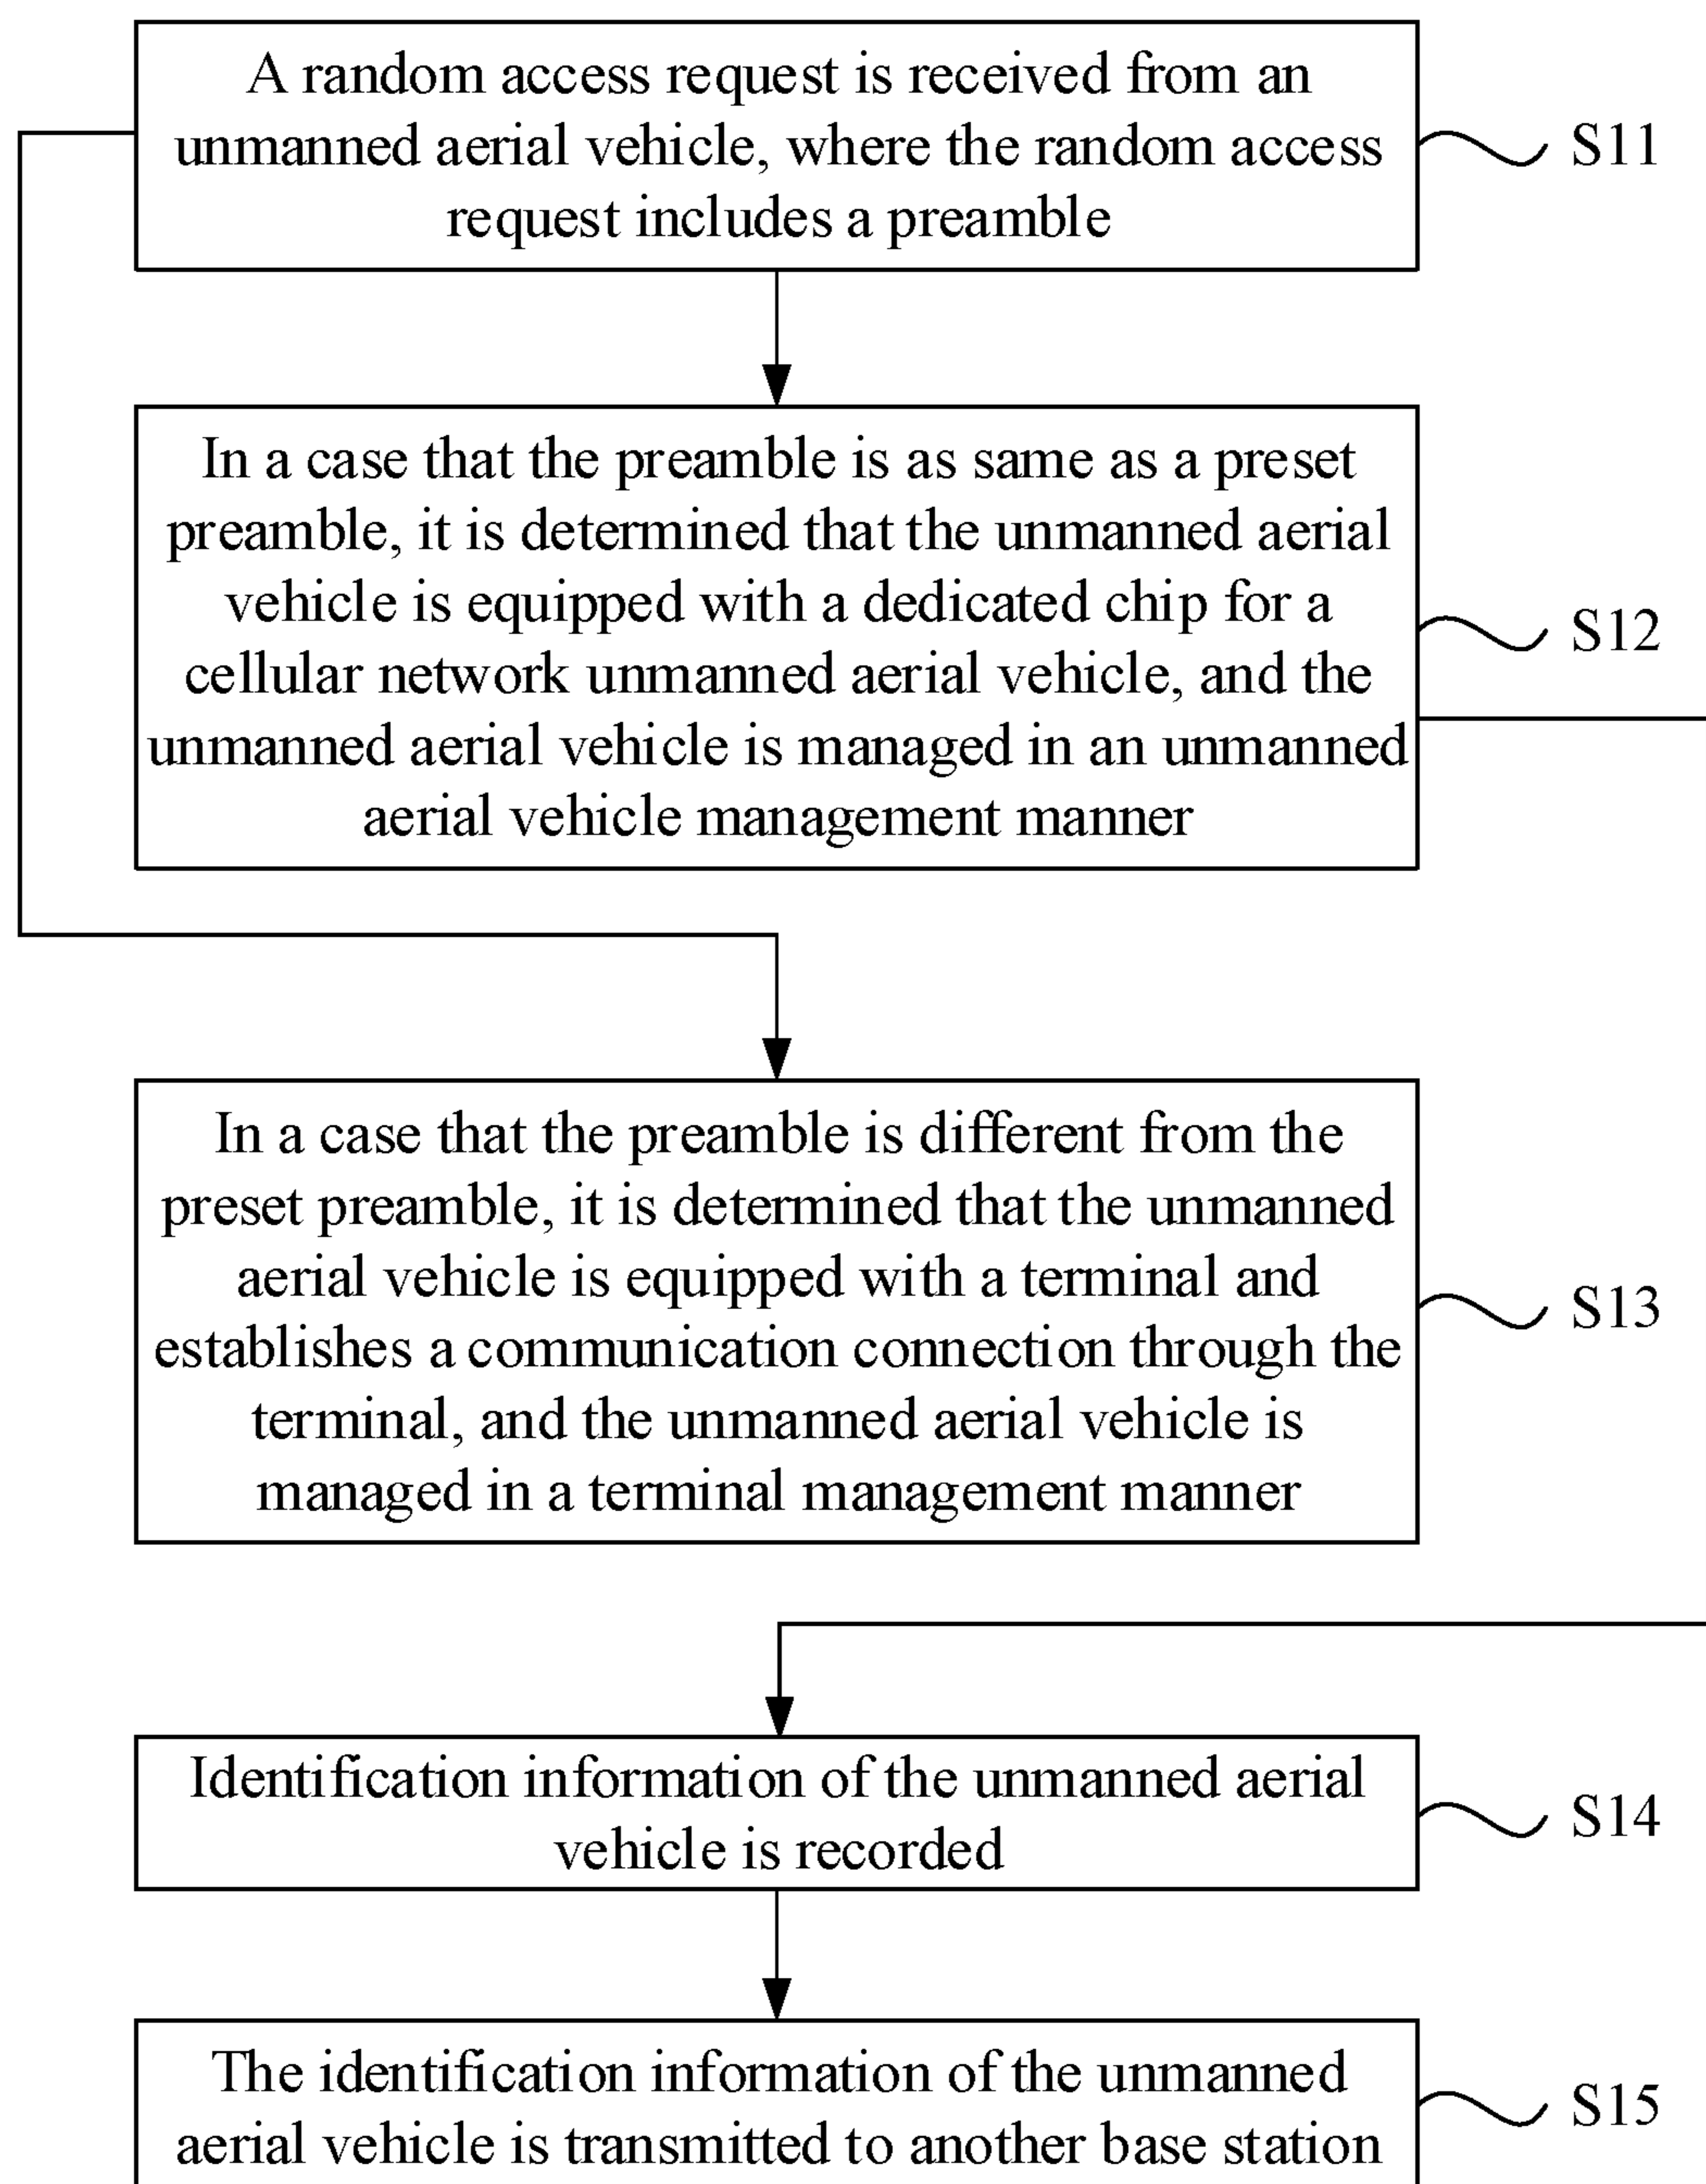 A random access request is received from an
unmanned aerial vehicle, where the random access
request includes a preamble
S11
In a case that the preamble is as same as a preset
preamble, it is determined that the unmanned aerial
vehicle is equipped with a dedicated chip for a
cellular network unmanned aerial vehicle, and the
unmanned aerial vehicle is managed in an unmanned
aerial vehicle management manner
S12
In a case that the preamble is different from the
preset preamble, it is determined that the unmanned
aerial vehicle is equipped with a terminal and
establishes a communication connection through the
terminal, and the unmanned aerial vehicle is
managed in a terminal management manner
S13
Identification information of the unmanned aerial
vehicle is recorded
S14
The identification information of the unmanned
aerial vehicle is transmitted to another base station
S15